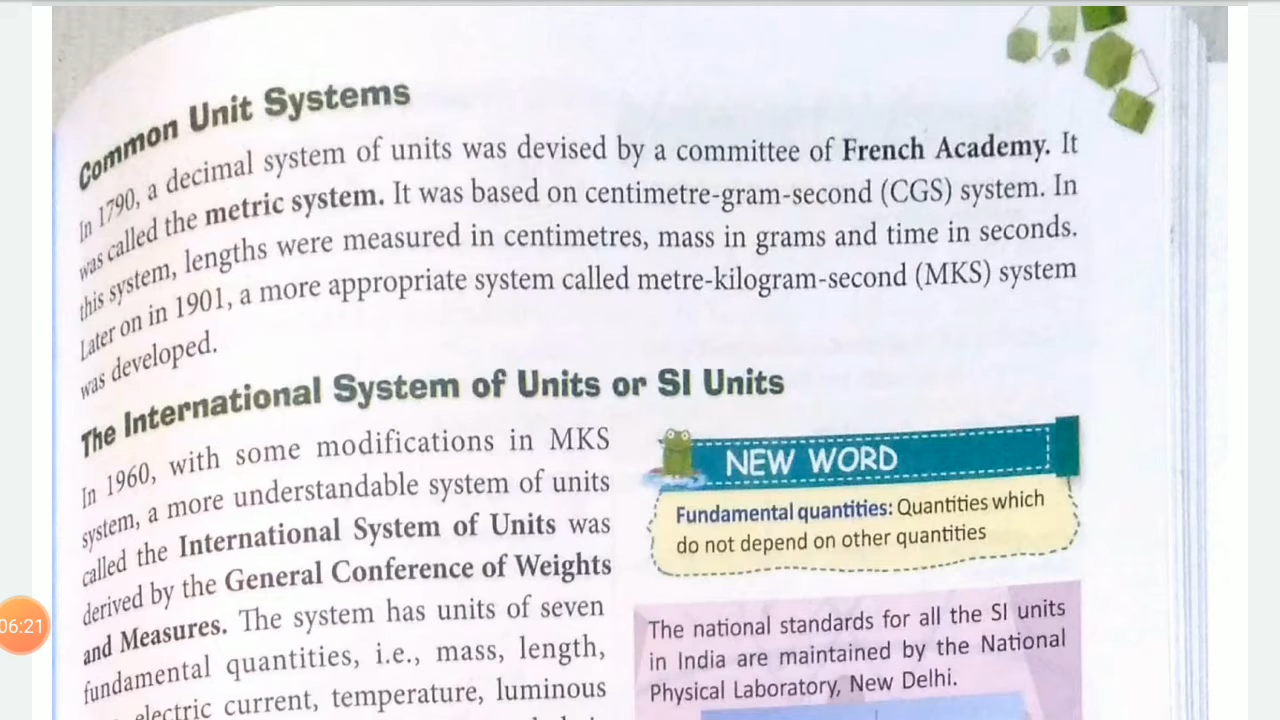 Common Unit Systems
In 1790, a decimal system of units was devised by a committee of French Academy. It
was called the metric system. It was based on centimetre-gram-second (CGS) system. In
this system, lengths were measured in centimetres, mass in grams and time in seconds.
Later on in 1901, a more appropriate system called metre-kilogram-second (MKS) system
was developed.
The International System of Units or SI Units
In 1960, with some modifications in MKS
system, a more understandable system of units
called the International System of Units was
derived by the General Conference of Weights
and Measures. The system has units of seven
fundamental quantities, i.e., mass, length,
electric current, temperature, luminous
NEW WORD
Fundamental quantities: Quantities which
do not depend on other quantities
The national standards for all the SI units
in India are maintained by the National
Physical Laboratory, New Delhi.
06:21